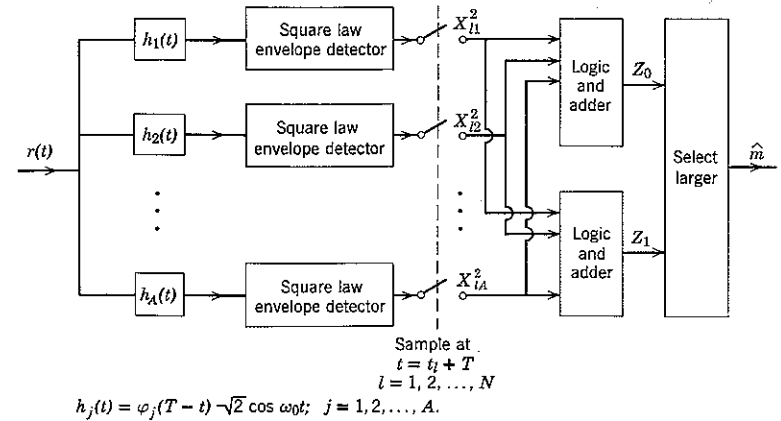 r(t)
h₁(t)
Square law
envelope detector
X²ₗ₁
h₂(t)
Square law
envelope detector
X²ₗ₂
h_A(t)
Square law
envelope detector
X²ₗA
Logic
and
adder
Z₀
Logic
and
adder
Z₁
Select
larger
m̂
Sample at
t = tₗ + T
l = 1, 2, ..., N
hⱼ(t) = φⱼ(T − t) √2 cos ω₀t; j = 1, 2, ..., A.